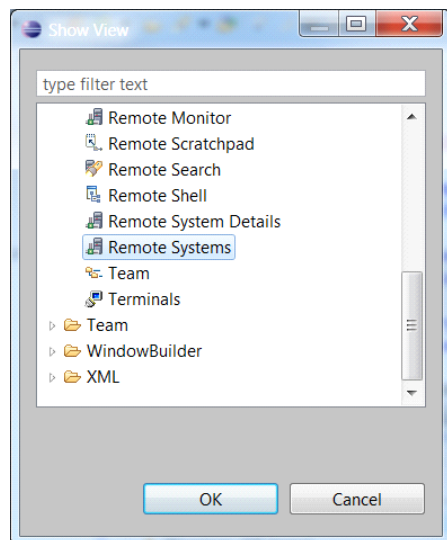 Show View
type filter text
Remote Monitor
Remote Scratchpad
Remote Search
Remote Shell
Remote System Details
Remote Systems
Team
Terminals
Team
WindowBuilder
XML
OK
Cancel